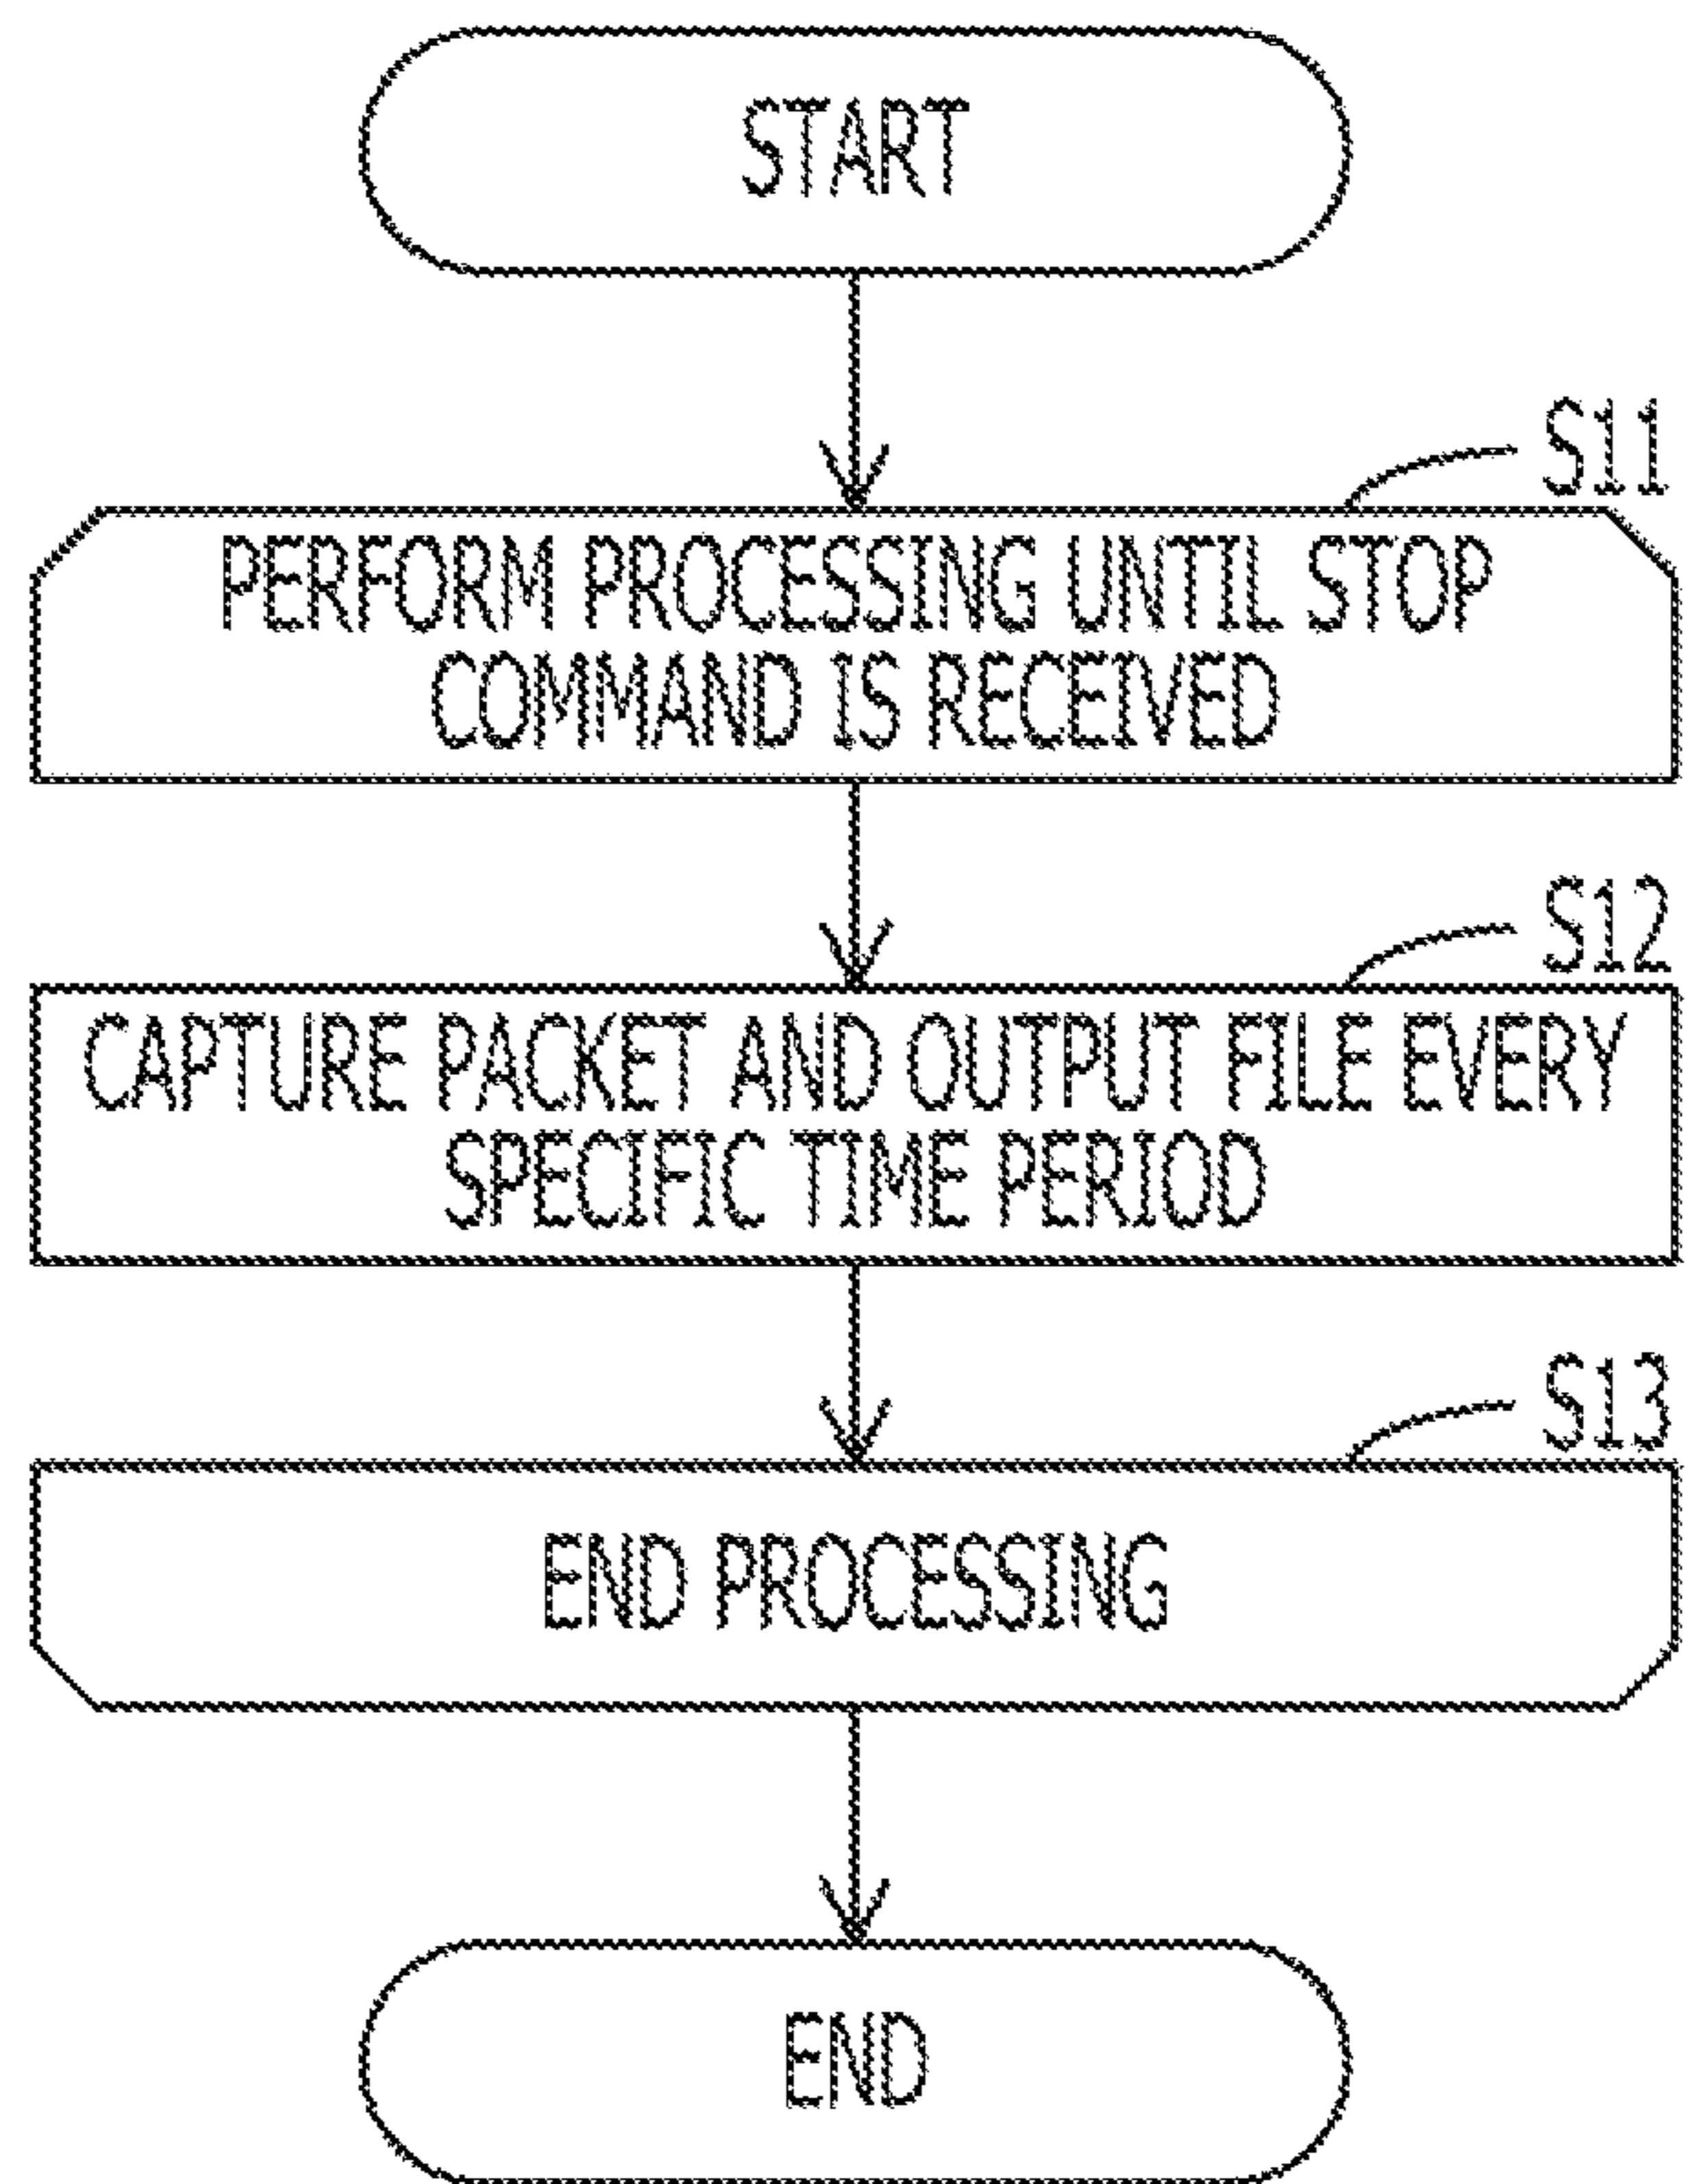 START
S11
PERFORM PROCESSING UNTIL STOP
COMMAND IS RECEIVED
S12
CAPTURE PACKET AND OUTPUT FILE EVERY
SPECIFIC TIME PERIOD
S13
END PROCESSING
END